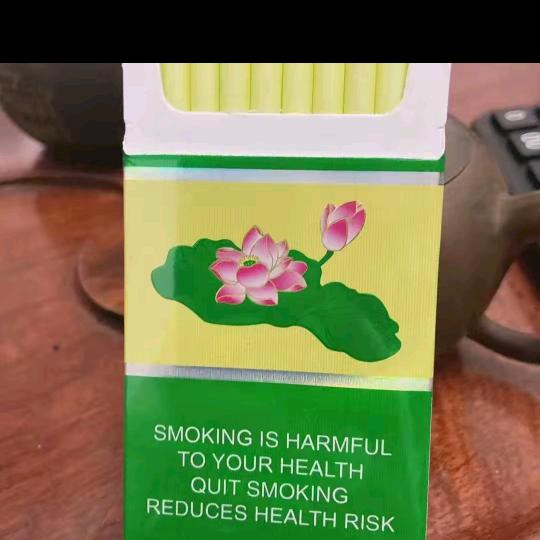 SMOKING IS HARMFUL
TO YOUR HEALTH
QUIT SMOKING
REDUCES HEALTH RISK